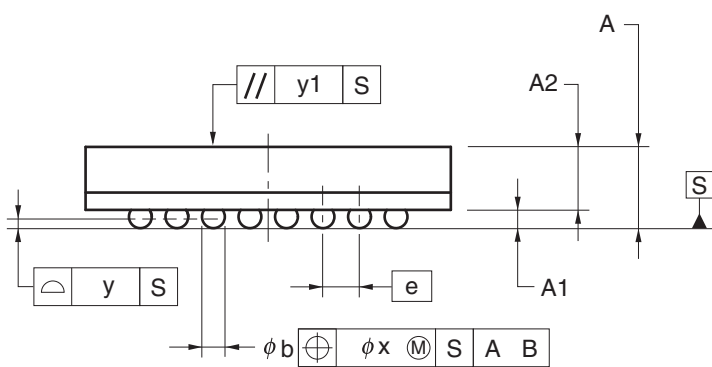 A
// y1 S
A2
S
⌓ y S
e
A1
ϕb ⌖ ϕx Ⓜ S A B